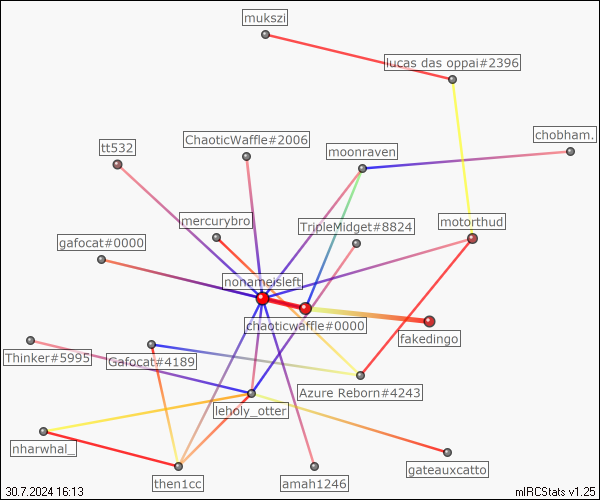 mukszi
lucas das oppai#2396
chobham.
ChaoticWaffle#2006
tt532
moonraven
mercurybro
TripleMidget#8824
motorthud
gafocat#0000
nonameisleft
chaoticwaffle#0000
fakedingo
Thinker#5995
Gafocat#4189
Azure Reborn#4243
leholy_otter
nharwhal_
gateauxcatto
then1cc
amah1246
30.7.2024 16:13
mIRCStats v1.25